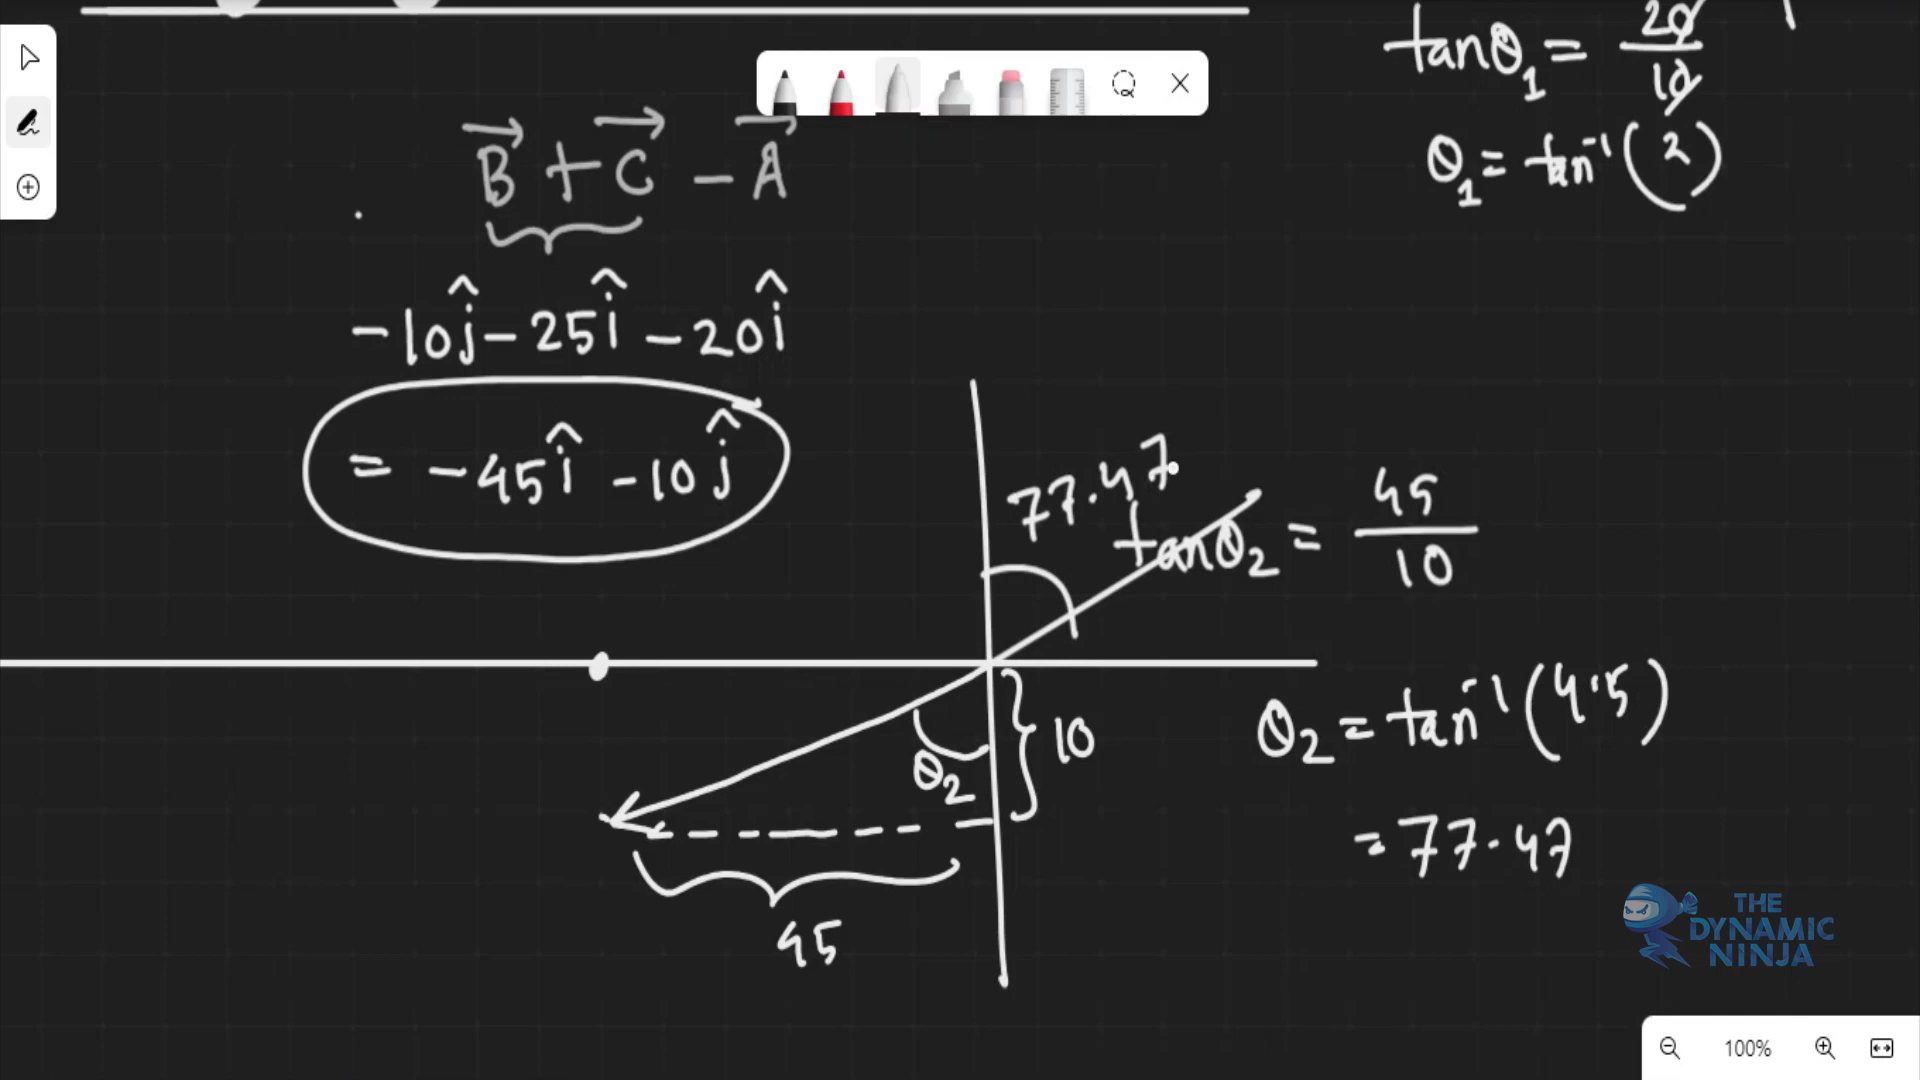 tanθ₁ = 20/10
θ₁ = tan⁻¹(2)
B⃗ + C⃗ − A⃗
−10ĵ − 25î − 20î
= −45î − 10ĵ
77.47
tanθ₂ = 45/10
θ₂ = tan⁻¹(4.5)
= 77.47
10
θ₂
45
THE
DYNAMIC
NINJA
100%